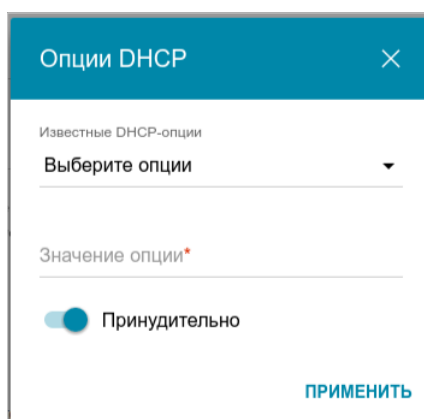 Опции DHCP
Известные DHCP-опции
Выберите опции
Значение опции*
Принудительно
ПРИМЕНИТЬ